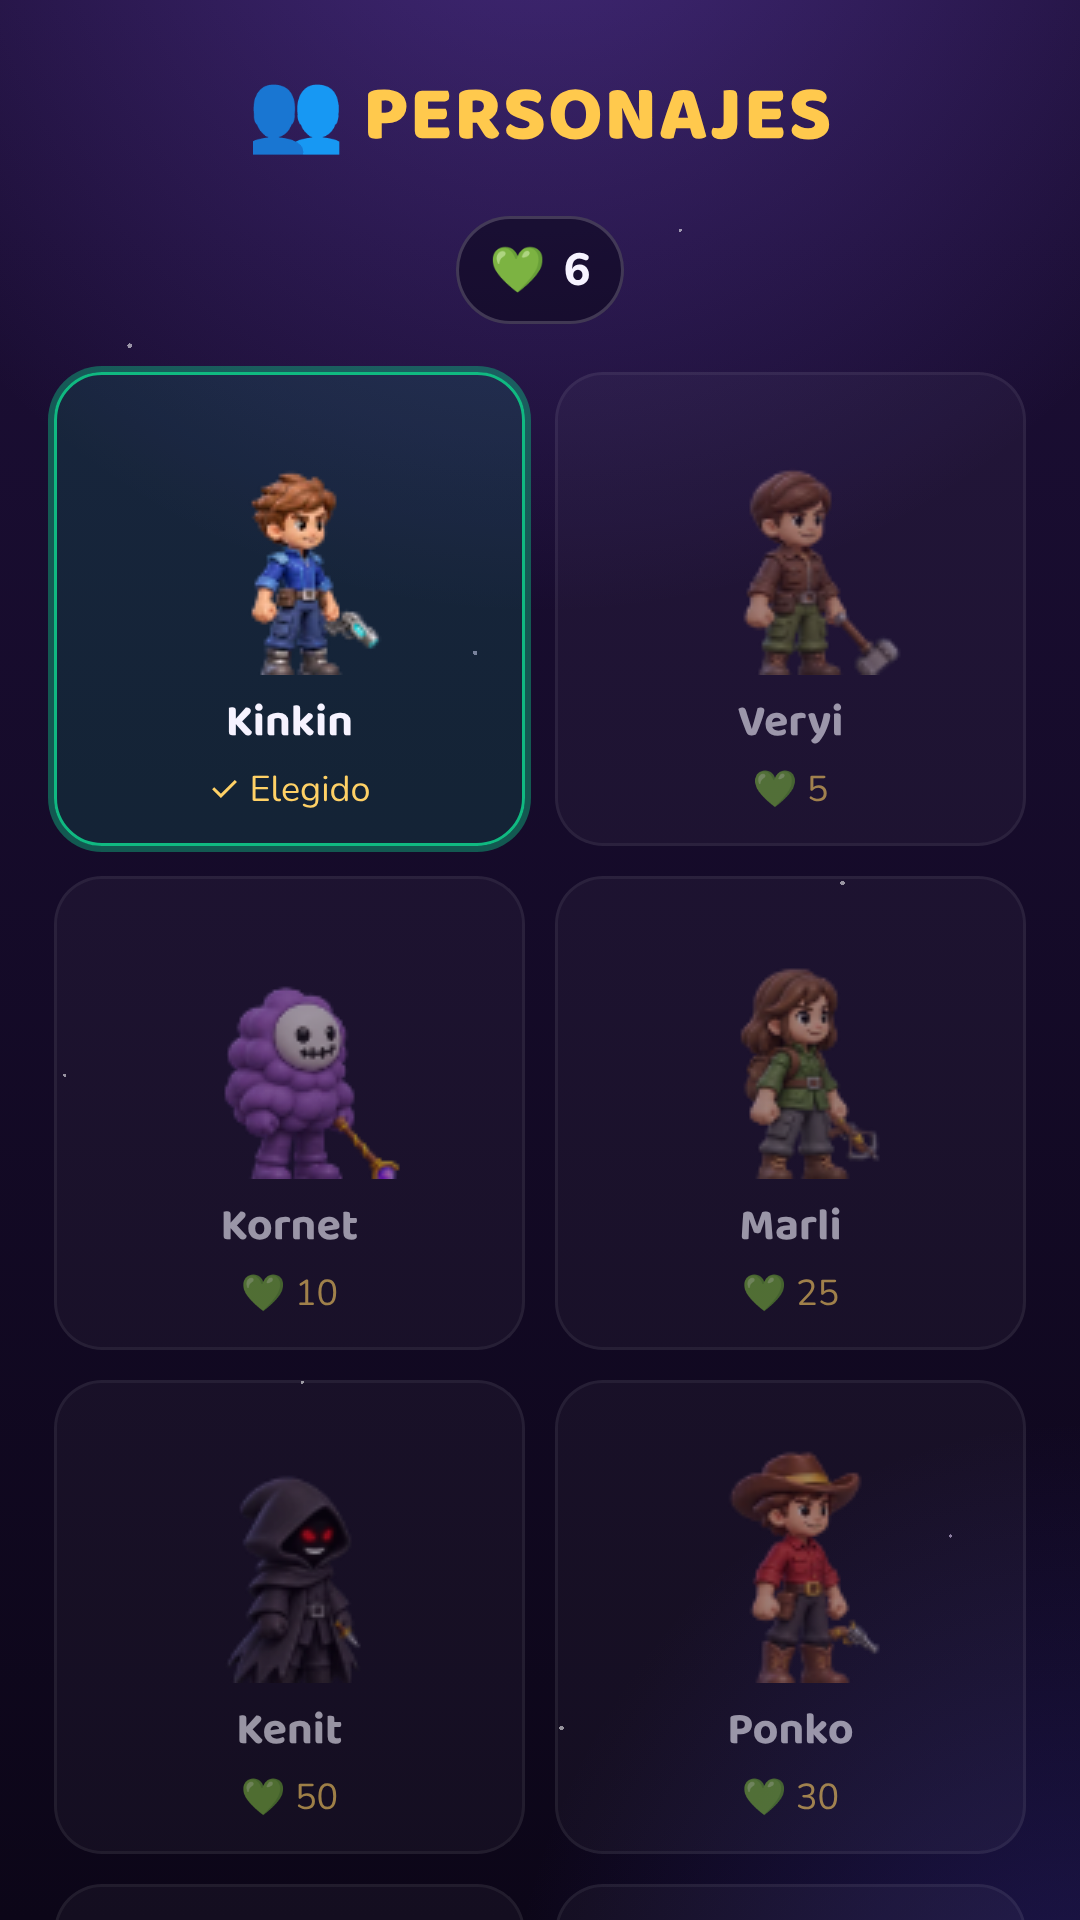 👥 PERSONAJES
💚 6
Kinkin
✓ Elegido
Veryi
💚 5
Kornet
💚 10
Marli
💚 25
Kenit
💚 50
Ponko
💚 30